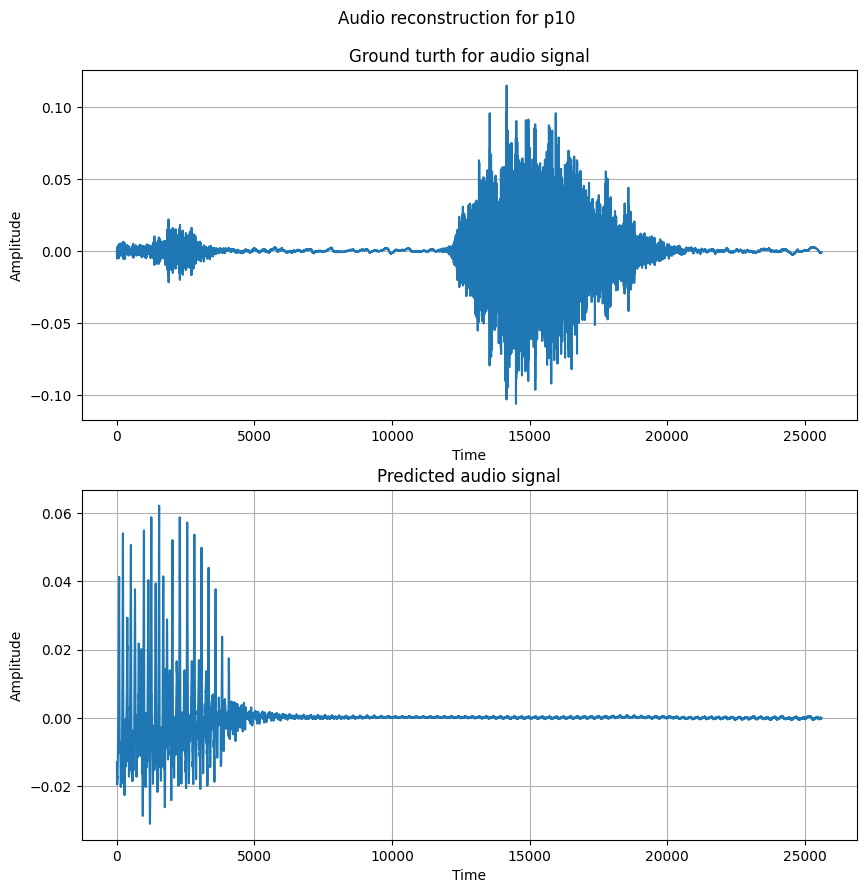 Audio reconstruction for p10
Ground turth for audio signal
0.10
0.05
0.00
−0.05
−0.10
Amplitude
0 5000 10000 15000 20000 25000
Time
Predicted audio signal
0.06
0.04
0.02
0.00
−0.02
Amplitude
0 5000 10000 15000 20000 25000
Time